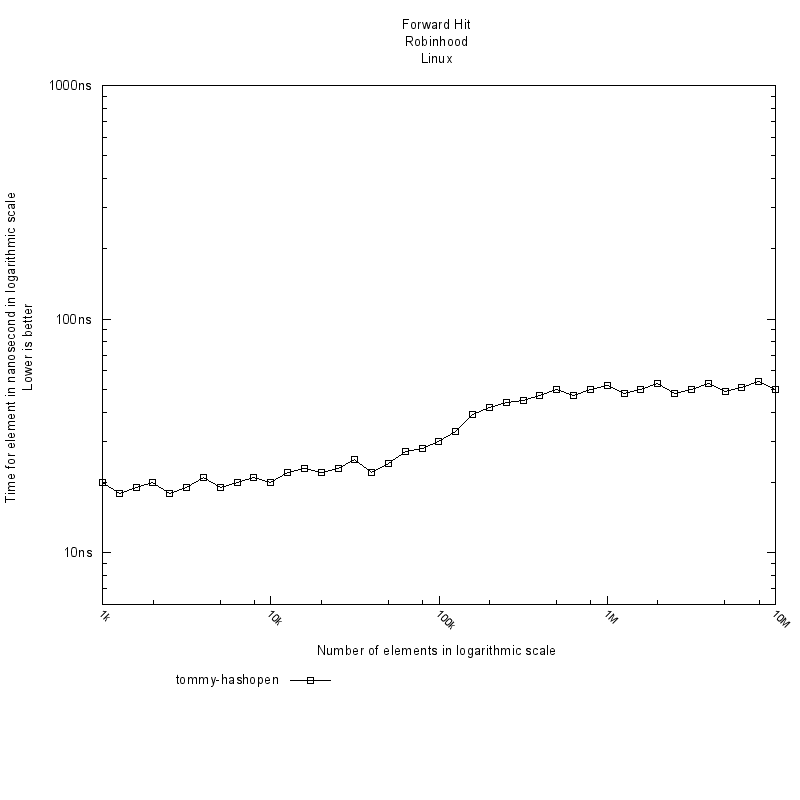 Forward Hit
Robinhood
Linux
1000ns
100ns
10ns
Time for element in nanosecond in logarithmic scale
Lower is better
1k
10k
100k
1M
10M
Number of elements in logarithmic scale
tommy-hashopen